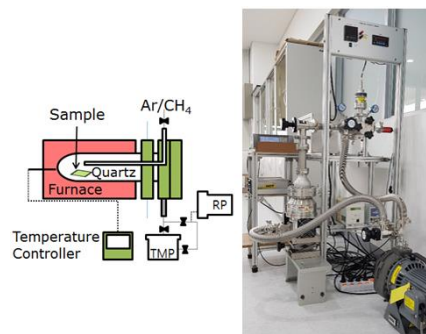 Ar/CH4
Sample
Quartz
Furnace
RP
Temperature
Controller
TMP